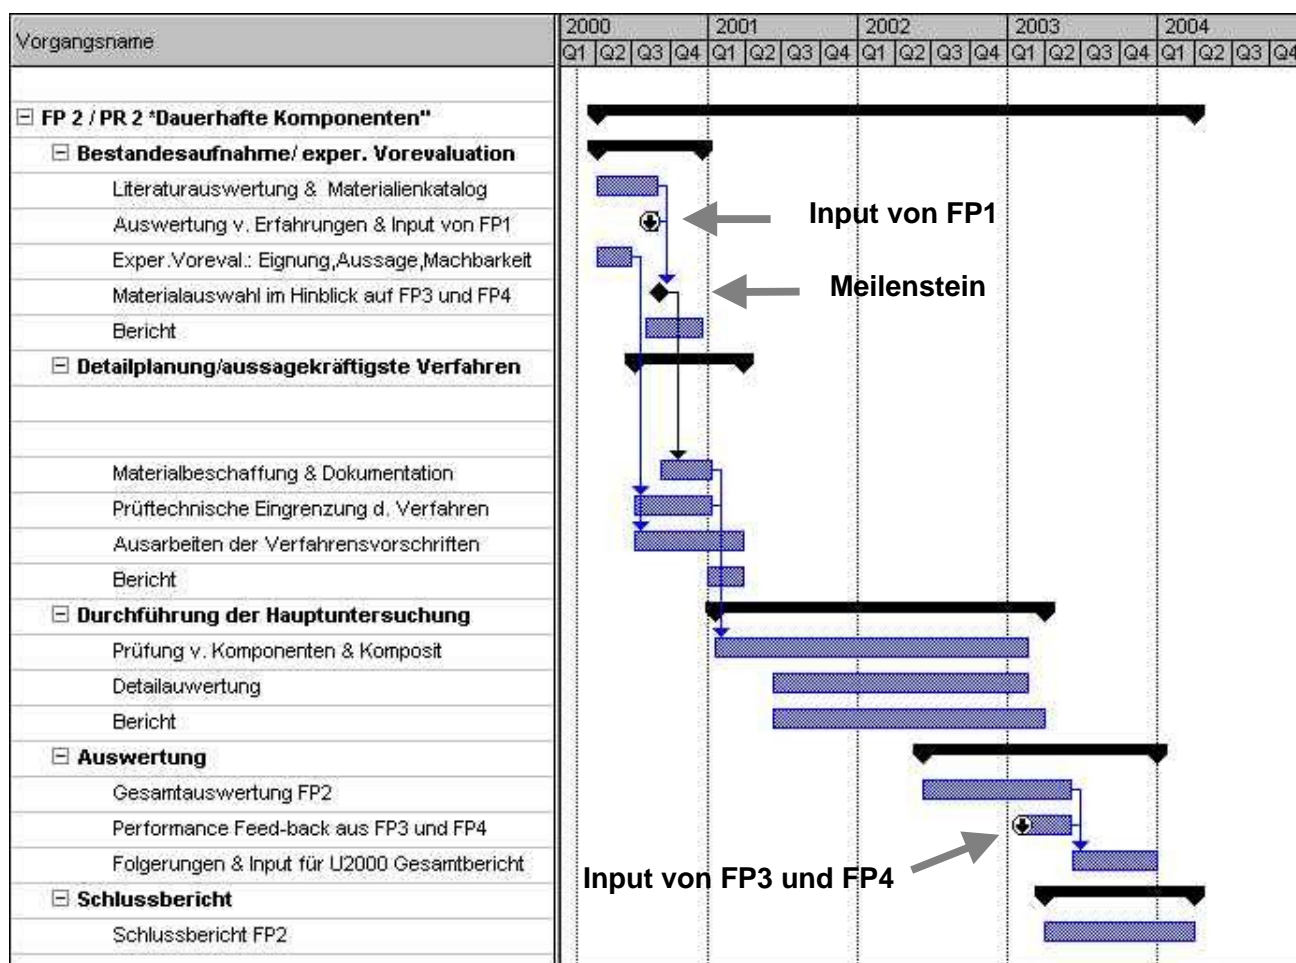 Vorgangsname
2000 2001 2002 2003 2004
Q1 Q2 Q3 Q4 Q1 Q2 Q3 Q4 Q1 Q2 Q3 Q4 Q1 Q2 Q3 Q4 Q1 Q2 Q3 Q4
FP 2 / PR 2 "Dauerhafte Komponenten"
Bestandesaufnahme/ exper. Vorevaluation
Literaturauswertung & Materialienkatalog
Auswertung v. Erfahrungen & Input von FP1
Input von FP1
Exper.Voreval.: Eignung,Aussage,Machbarkeit
Materialauswahl im Hinblick auf FP3 und FP4
Meilenstein
Bericht
Detailplanung/aussagekräftigste Verfahren
Materialbeschaffung & Dokumentation
Prüftechnische Eingrenzung d. Verfahren
Ausarbeiten der Verfahrensvorschriften
Bericht
Durchführung der Hauptuntersuchung
Prüfung v. Komponenten & Komposit
Detailauwertung
Bericht
Auswertung
Gesamtauswertung FP2
Performance Feed-back aus FP3 und FP4
Folgerungen & Input für U2000 Gesamtbericht
Input von FP3 und FP4
Schlussbericht
Schlussbericht FP2